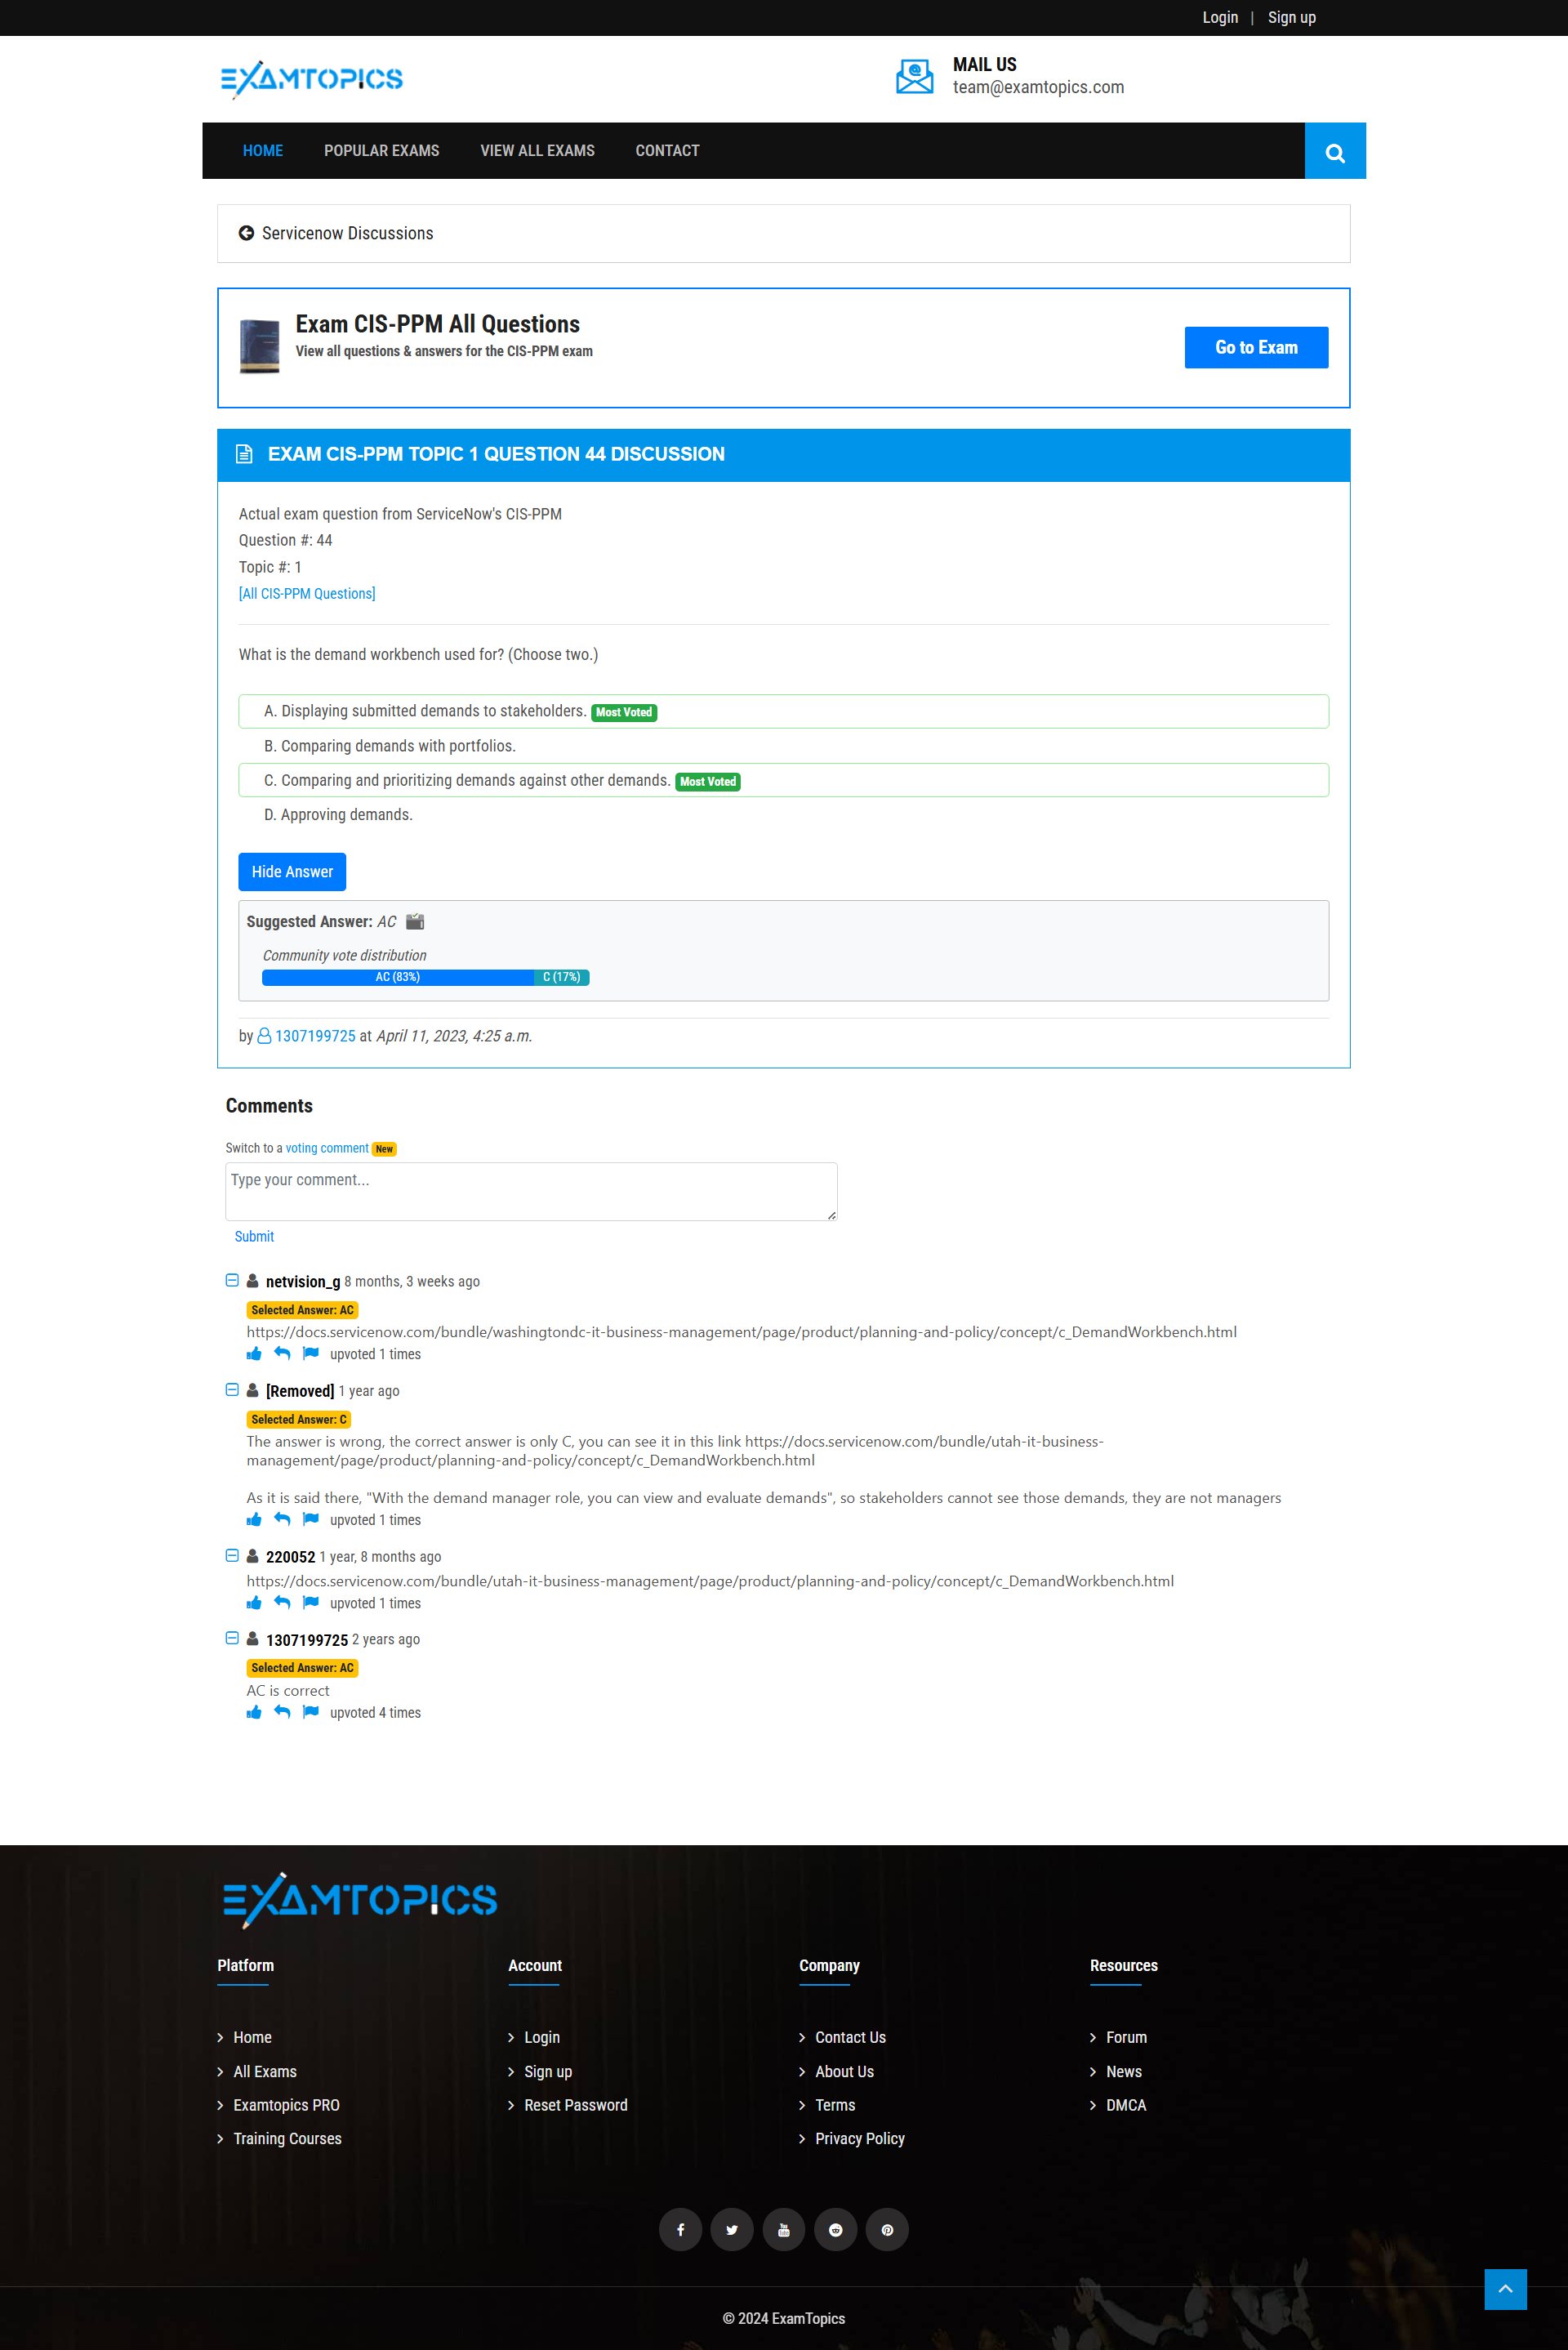 Login | Sign up
EXAMTOPICS
MAIL US
team@examtopics.com
HOME POPULAR EXAMS VIEW ALL EXAMS CONTACT
Servicenow Discussions
Exam CIS-PPM All Questions
View all questions & answers for the CIS-PPM exam
Go to Exam
EXAM CIS-PPM TOPIC 1 QUESTION 44 DISCUSSION
Actual exam question from ServiceNow's CIS-PPM
Question #: 44
Topic #: 1
[All CIS-PPM Questions]
What is the demand workbench used for? (Choose two.)
A. Displaying submitted demands to stakeholders. Most Voted
B. Comparing demands with portfolios.
C. Comparing and prioritizing demands against other demands. Most Voted
D. Approving demands.
Hide Answer
Suggested Answer: AC
Community vote distribution
AC (83%) C (17%)
by 1307199725 at April 11, 2023, 4:25 a.m.
Comments
Switch to a voting comment New
Type your comment...
Submit
netvision_g 8 months, 3 weeks ago
Selected Answer: AC
https://docs.servicenow.com/bundle/washingtondc-it-business-management/page/product/planning-and-policy/concept/c_DemandWorkbench.html
upvoted 1 times
[Removed] 1 year ago
Selected Answer: C
The answer is wrong, the correct answer is only C, you can see it in this link https://docs.servicenow.com/bundle/utah-it-business-
management/page/product/planning-and-policy/concept/c_DemandWorkbench.html
As it is said there, "With the demand manager role, you can view and evaluate demands", so stakeholders cannot see those demands, they are not managers
upvoted 1 times
220052 1 year, 8 months ago
https://docs.servicenow.com/bundle/utah-it-business-management/page/product/planning-and-policy/concept/c_DemandWorkbench.html
upvoted 1 times
1307199725 2 years ago
Selected Answer: AC
AC is correct
upvoted 4 times
EXAMTOPICS
Platform Account Company Resources
Home Login Contact Us Forum
All Exams Sign up About Us News
Examtopics PRO Reset Password Terms DMCA
Training Courses Privacy Policy
© 2024 ExamTopics